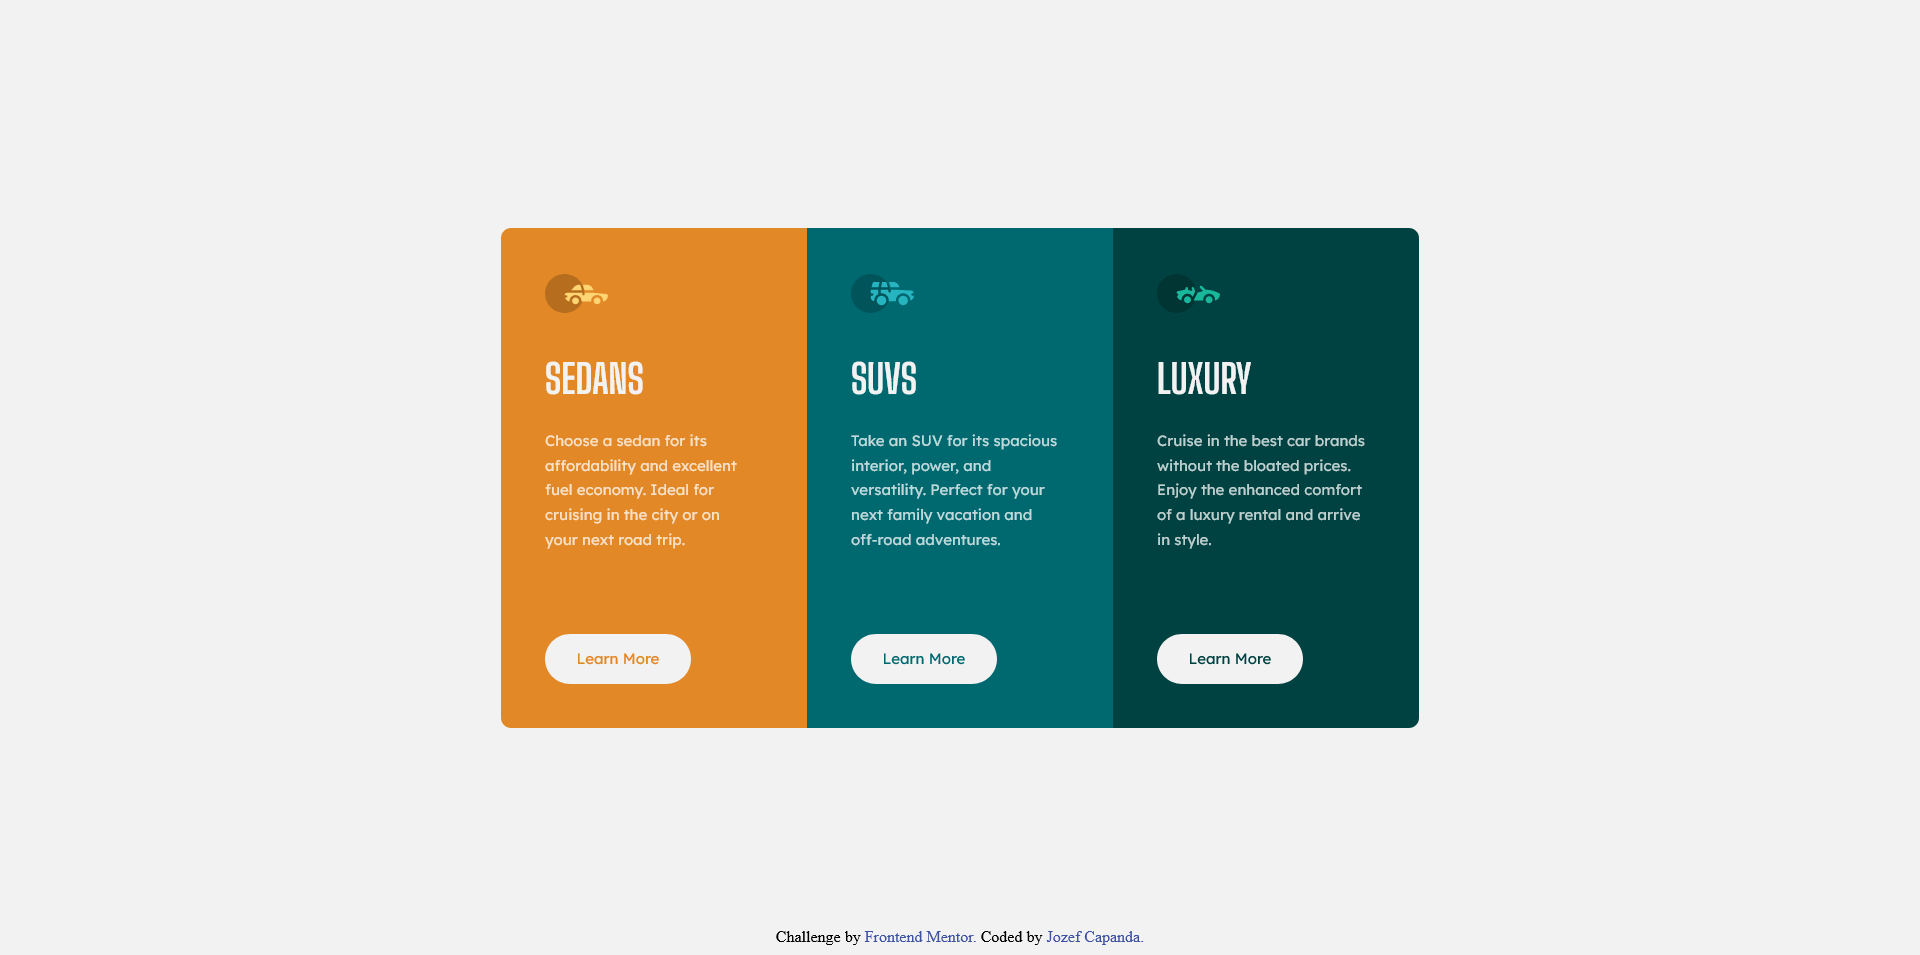 SEDANS
Choose a sedan for its
affordability and excellent
fuel economy. Ideal for
cruising in the city or on
your next road trip.
Learn More
SUVS
Take an SUV for its spacious
interior, power, and
versatility. Perfect for your
next family vacation and
off-road adventures.
Learn More
LUXURY
Cruise in the best car brands
without the bloated prices.
Enjoy the enhanced comfort
of a luxury rental and arrive
in style.
Learn More
Challenge by Frontend Mentor. Coded by Jozef Capanda.